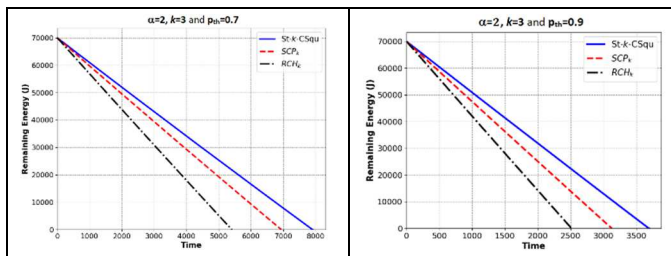 α=2, k=3 and pth=0.7
70000
60000
50000
40000
30000
20000
10000
0
Remaining Energy (J)
St-k-CSqu
SCPk
RCHk
0 1000 2000 3000 4000 5000 6000 7000 8000
Time
α=2, k=3 and pth=0.9
70000
60000
50000
40000
30000
20000
10000
0
Remaining Energy (J)
St-k-CSqu
SCPk
RCHk
0 500 1000 1500 2000 2500 3000 3500
Time